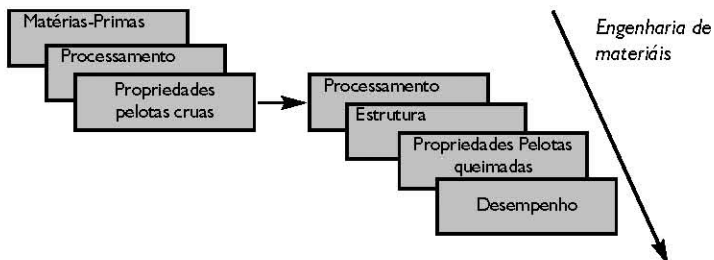 Matérias-Primas
Processamento
Propriedades
pelotas cruas
Processamento
Estrutura
Propriedades Pelotas
queimadas
Desempenho
Engenharia de
materiáis